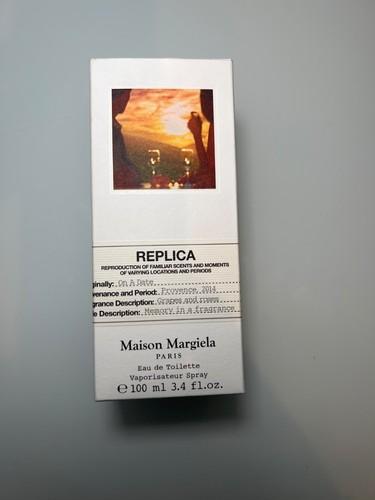 REPLICA
REPRODUCTION OF FAMILIAR SCENTS AND MOMENTS
OF VARYING LOCATIONS AND PERIODS
ginally: On A Date
venance and Period: Provence, 2014
grance Description: Grapes and roses
e Description: Memory in a fragrance
Maison Margiela
PARIS
Eau de Toilette
Vaporisateur Spray
℮ 100 ml 3.4 fl.oz.